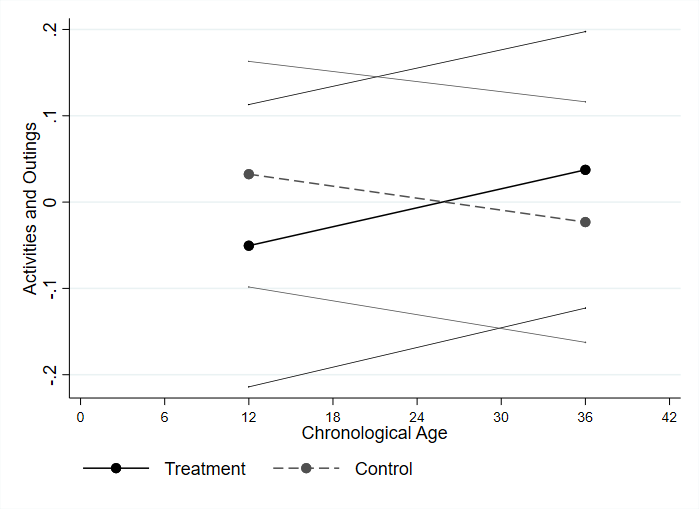 Activities and Outings
.2
.1
0
-.1
-.2
0 6 12 18 24 30 36 42
Chronological Age
Treatment Control